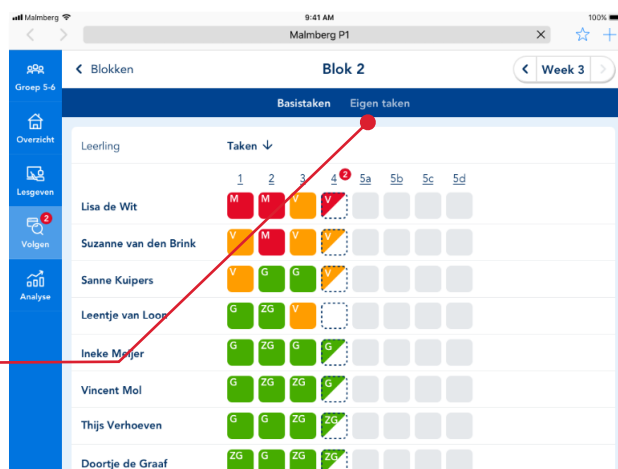 Malmberg 9:41 AM 100%
Malmberg P1
Groep 5-6
Blokken Blok 2 Week 3
Basistaken Eigen taken
Overzicht
Leerling Taken
Lesgeven
1 2 3 4 2 5a 5b 5c 5d
Lisa de Wit M M V V
2
Volgen
Suzanne van den Brink V M V V
Sanne Kuipers V G G V
Analyse
Leentje van Loon G ZG V
Ineke Meijer G ZG G G
Vincent Mol G ZG ZG G
Thijs Verhoeven G G ZG ZG
Doortje de Graaf ZG G ZG ZG